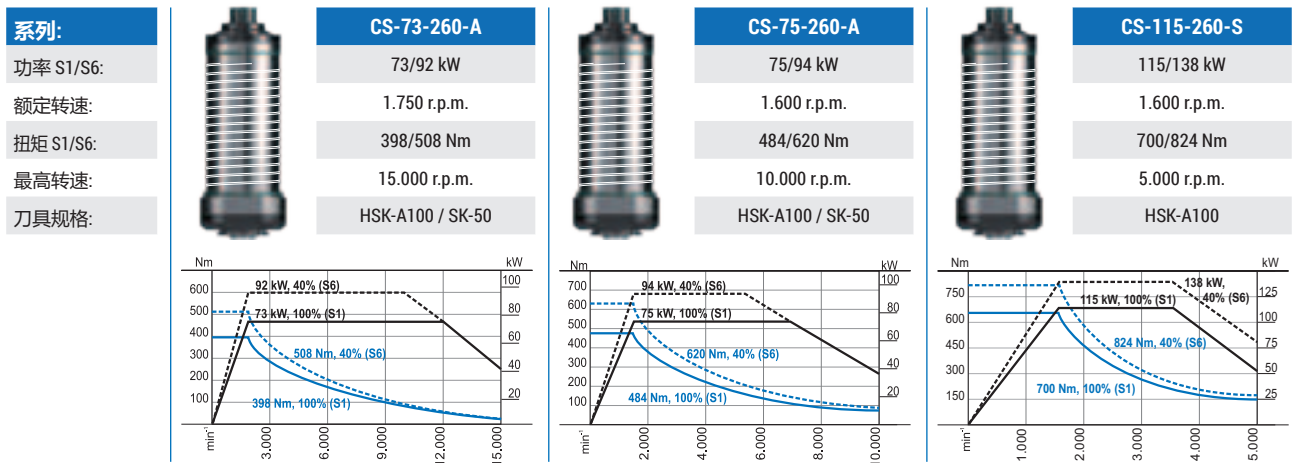 系列: CS-73-260-A CS-75-260-A CS-115-260-S
功率 S1/S6: 73/92 kW 75/94 kW 115/138 kW
额定转速: 1.750 r.p.m. 1.600 r.p.m. 1.600 r.p.m.
扭矩 S1/S6: 398/508 Nm 484/620 Nm 700/824 Nm
最高转速: 15.000 r.p.m. 10.000 r.p.m. 5.000 r.p.m.
刀具规格: HSK-A100 / SK-50 HSK-A100 / SK-50 HSK-A100
Nm kW
600
500
400
300
200
100
100
80
60
40
20
92 kW, 40% (S6)
73 kW, 100% (S1)
508 Nm, 40% (S6)
398 Nm, 100% (S1)
min⁻¹ 3.000 6.000 9.000 12.000 15.000
Nm kW
700
600
500
400
300
200
100
100
80
60
40
20
94 kW, 40% (S6)
75 kW, 100% (S1)
620 Nm, 40% (S6)
484 Nm, 100% (S1)
min⁻¹ 2.000 4.000 6.000 8.000 10.000
Nm kW
750
600
450
300
150
125
100
75
50
25
138 kW,
40% (S6)
115 kW, 100% (S1)
824 Nm, 40% (S6)
700 Nm, 100% (S1)
min⁻¹ 1.000 2.000 3.000 4.000 5.000